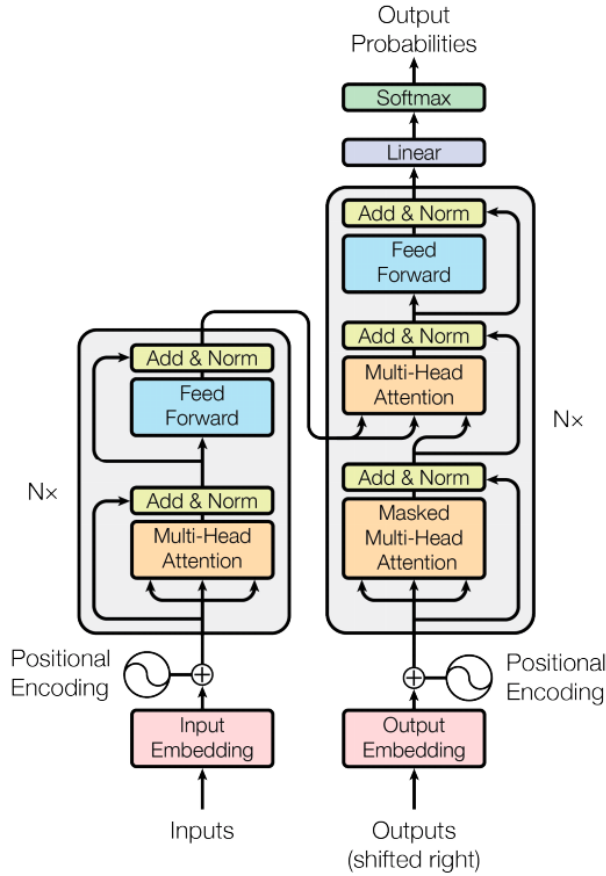 Output
Probabilities
Softmax
Linear
Add & Norm
Feed
Forward
Add & Norm
Multi-Head
Attention
Add & Norm
Masked
Multi-Head
Attention
N×
Add & Norm
Feed
Forward
Add & Norm
Multi-Head
Attention
N×
Positional
Encoding
Positional
Encoding
Input
Embedding
Output
Embedding
Inputs
Outputs
(shifted right)